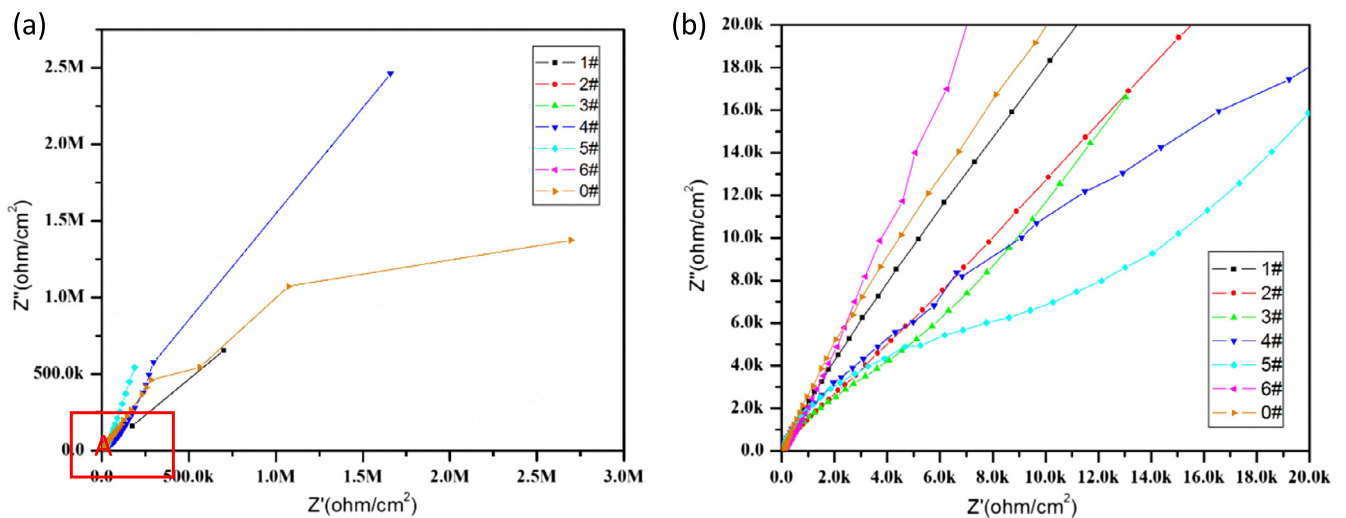 (a)
2.5M
2.0M
1.5M
1.0M
500.0k
0.0
0.0 500.0k 1.0M 1.5M 2.0M 2.5M 3.0M
Z''(ohm/cm²)
Z'(ohm/cm²)
1#
2#
3#
4#
5#
6#
0#
(b)
20.0k
18.0k
16.0k
14.0k
12.0k
10.0k
8.0k
6.0k
4.0k
2.0k
0.0
0.0 2.0k 4.0k 6.0k 8.0k 10.0k 12.0k 14.0k 16.0k 18.0k 20.0k
Z''(ohm/cm²)
Z'(ohm/cm²)
1#
2#
3#
4#
5#
6#
0#